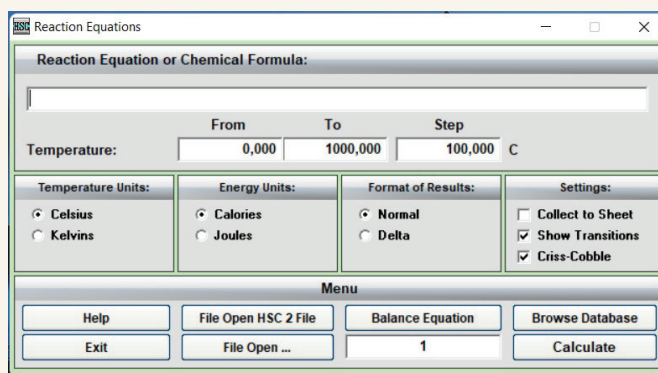 HSC Reaction Equations
Reaction Equation or Chemical Formula:
From To Step
Temperature: 0,000 1000,000 100,000 C
Temperature Units: Energy Units: Format of Results: Settings:
Celsius Calories Normal Collect to Sheet
Kelvins Joules Delta Show Transitions
Criss-Cobble
Menu
Help File Open HSC 2 File Balance Equation Browse Database
Exit File Open ... 1 Calculate